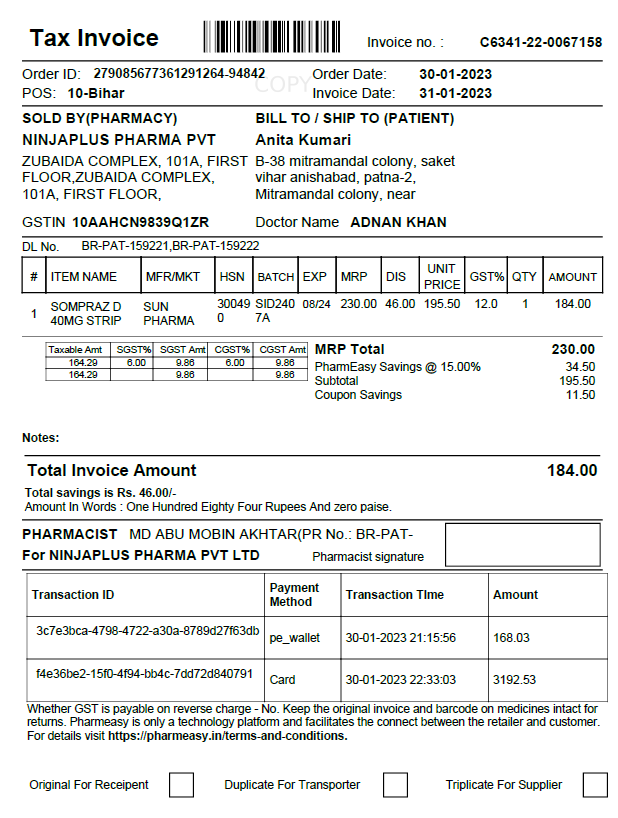 Tax Invoice Invoice no. : C6341-22-0067158
Order ID: 279085677361291264-94842 Order Date: 30-01-2023
COPY
POS: 10-Bihar Invoice Date: 31-01-2023
SOLD BY(PHARMACY) BILL TO / SHIP TO (PATIENT)
NINJAPLUS PHARMA PVT Anita Kumari
ZUBAIDA COMPLEX, 101A, FIRST B-38 mitramandal colony, saket
FLOOR,ZUBAIDA COMPLEX, vihar anishabad, patna-2,
101A, FIRST FLOOR, Mitramandal colony, near
GSTIN 10AAHCN9839Q1ZR Doctor Name ADNAN KHAN
DL No. BR-PAT-159221,BR-PAT-159222
# ITEM NAME MFR/MKT HSN BATCH EXP MRP DIS UNIT PRICE GST% QTY AMOUNT
1 SOMPRAZ D SUN 30049 SID240 08/24 230.00 46.00 195.50 12.0 1 184.00
40MG STRIP PHARMA 0 7A
Taxable Amt SGST% SGST Amt CGST% CGST Amt
164.29 6.00 9.86 6.00 9.86
164.29 9.86 9.86
MRP Total 230.00
PharmEasy Savings @ 15.00% 34.50
Subtotal 195.50
Coupon Savings 11.50
Notes:
Total Invoice Amount 184.00
Total savings is Rs. 46.00/-
Amount In Words : One Hundred Eighty Four Rupees And zero paise.
PHARMACIST MD ABU MOBIN AKHTAR(PR No.: BR-PAT-
For NINJAPLUS PHARMA PVT LTD Pharmacist signature
Transaction ID Payment Method Transaction TIme Amount
3c7e3bca-4798-4722-a30a-8789d27f63db pe_wallet 30-01-2023 21:15:56 168.03
f4e36be2-15f0-4f94-bb4c-7dd72d840791 Card 30-01-2023 22:33:03 3192.53
Whether GST is payable on reverse charge - No. Keep the original invoice and barcode on medicines intact for
returns. Pharmeasy is only a technology platform and facilitates the connect between the retailer and customer.
For details visit https://pharmeasy.in/terms-and-conditions.
Original For Receipent Duplicate For Transporter Triplicate For Supplier